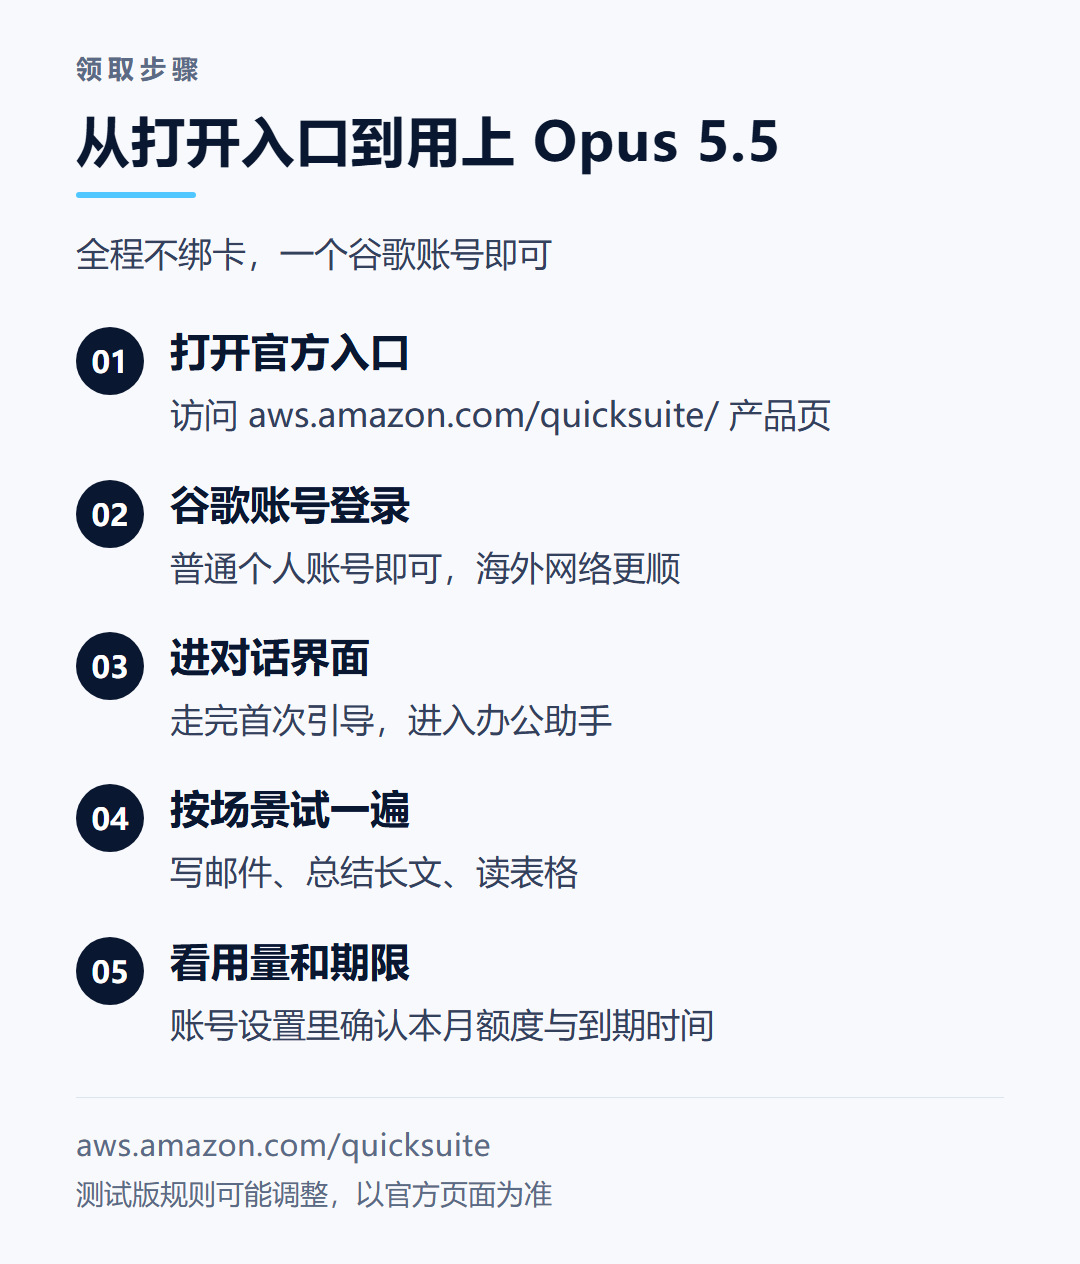 领取步骤
从打开入口到用上 Opus 5.5
全程不绑卡，一个谷歌账号即可
01
打开官方入口
访问 aws.amazon.com/quicksuite/ 产品页
02
谷歌账号登录
普通个人账号即可，海外网络更顺
03
进对话界面
走完首次引导，进入办公助手
04
按场景试一遍
写邮件、总结长文、读表格
05
看用量和期限
账号设置里确认本月额度与到期时间
aws.amazon.com/quicksuite
测试版规则可能调整，以官方页面为准